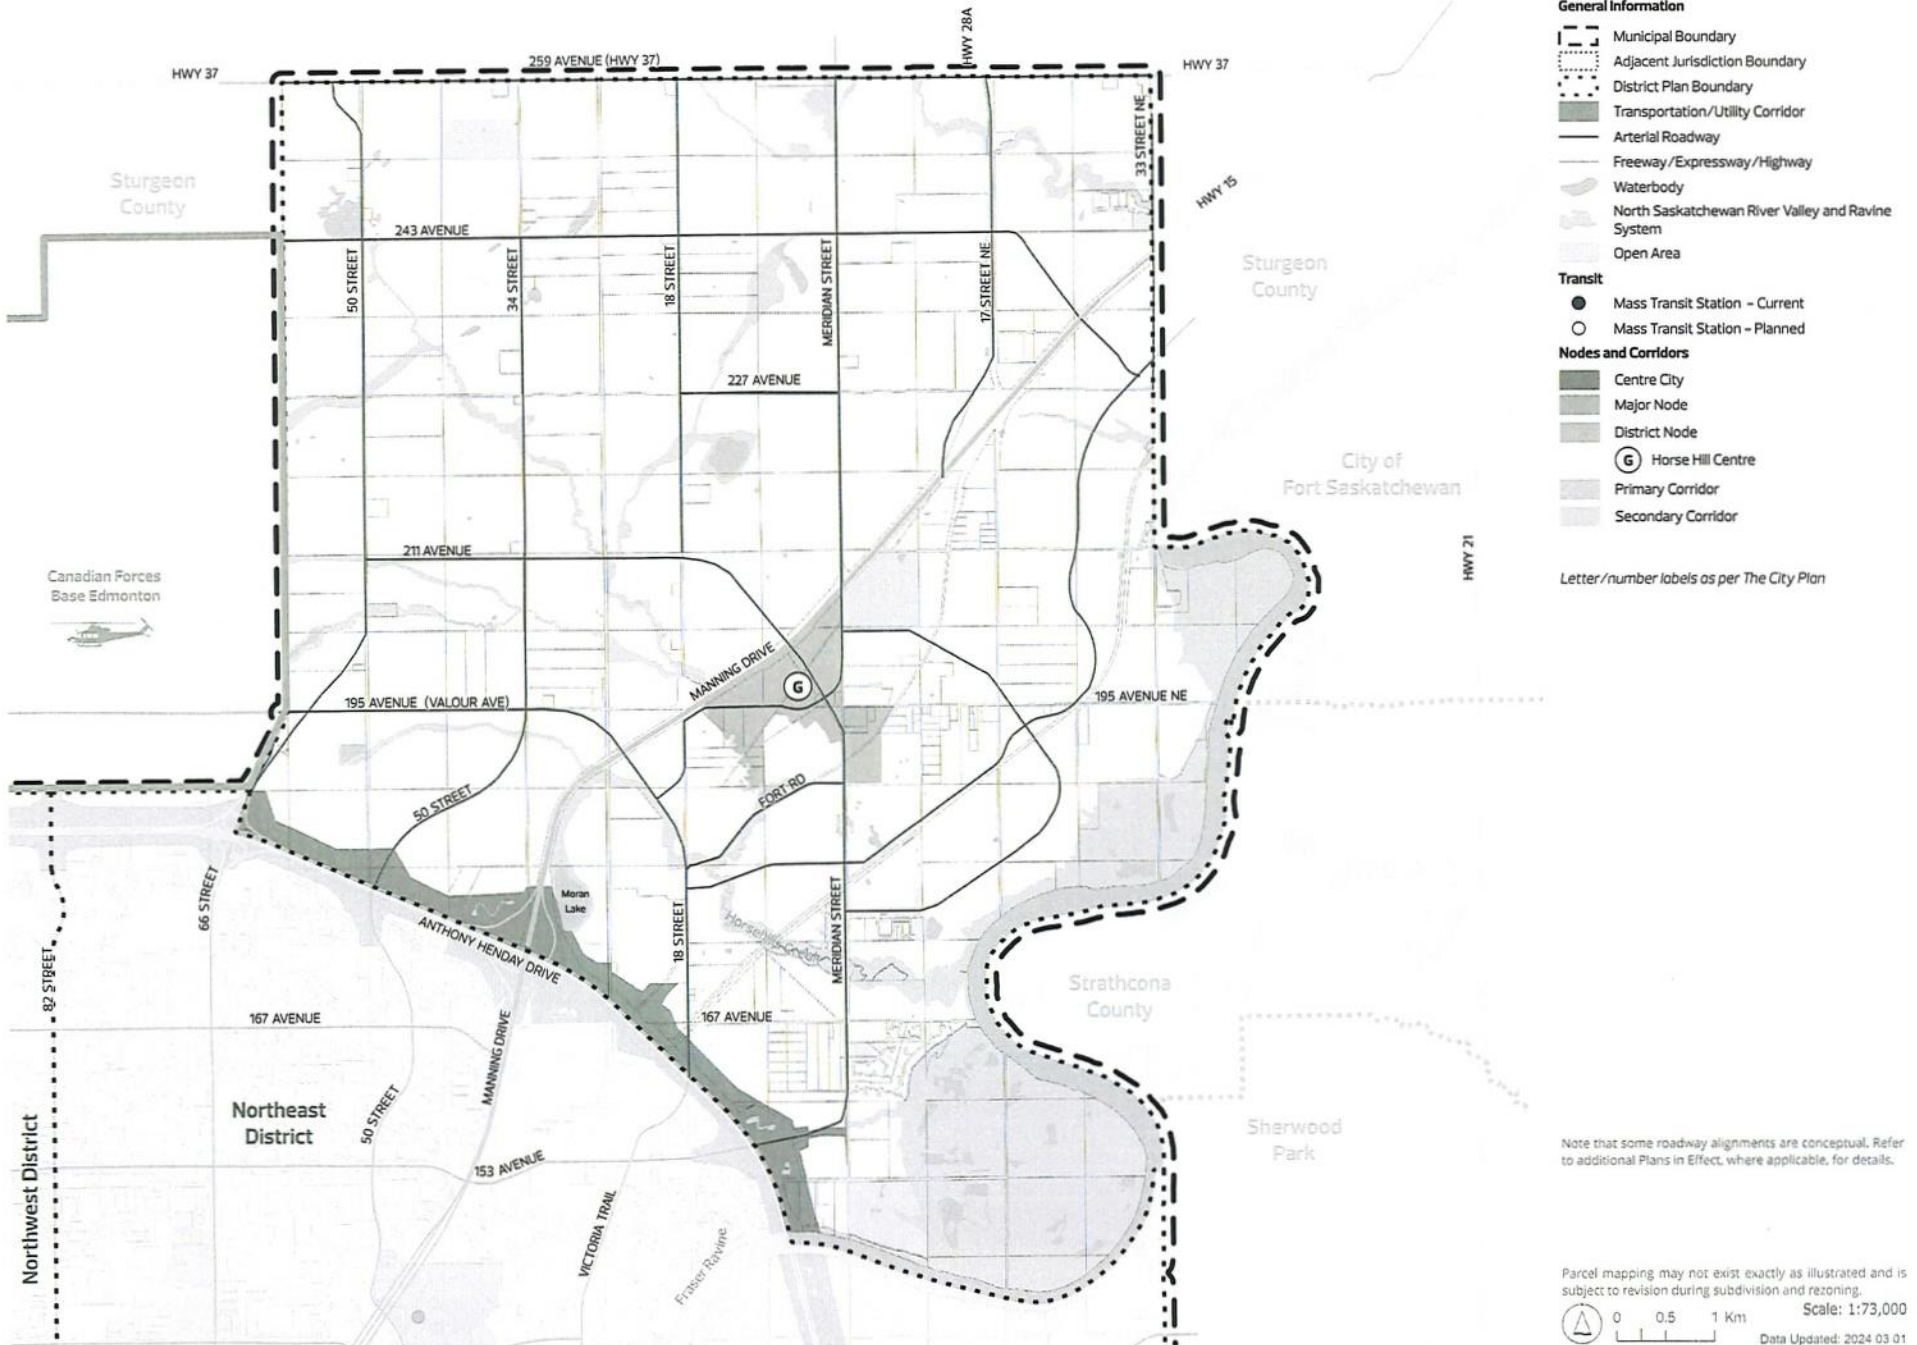 General Information
Municipal Boundary
Adjacent Jurisdiction Boundary
District Plan Boundary
Transportation/Utility Corridor
Arterial Roadway
Freeway/Expressway/Highway
Waterbody
North Saskatchewan River Valley and Ravine
System
Open Area
Transit
Mass Transit Station - Current
Mass Transit Station - Planned
Nodes and Corridors
Centre City
Major Node
District Node
G Horse Hill Centre
Primary Corridor
Secondary Corridor
Letter/number labels as per The City Plan
HWY 28A
HWY 37
259 AVENUE (HWY 37)
HWY 37
33 STREET NE
HWY 15
Sturgeon
County
243 AVENUE
50 STREET
34 STREET
18 STREET
MERIDIAN STREET
17 STREET NE
Sturgeon
County
227 AVENUE
City of
Fort Saskatchewan
HWY 21
211 AVENUE
Canadian Forces
Base Edmonton
MANNING DRIVE
G
195 AVENUE (VALOUR AVE)
195 AVENUE NE
50 STREET
FORT RD
66 STREET
Moran
Lake
ANTHONY HENDAY DRIVE
18 STREET
Horsehills Creek
MERIDIAN STREET
82 STREET
Strathcona
County
167 AVENUE
167 AVENUE
MANNING DRIVE
50 STREET
Northeast
District
Sherwood
Park
153 AVENUE
Northwest District
VICTORIA TRAIL
Fraser Ravine
Note that some roadway alignments are conceptual. Refer
to additional Plans in Effect, where applicable, for details.
Parcel mapping may not exist exactly as illustrated and is
subject to revision during subdivision and rezoning.
0 0.5 1 Km
Scale: 1:73,000
Data Updated: 2024 03 01